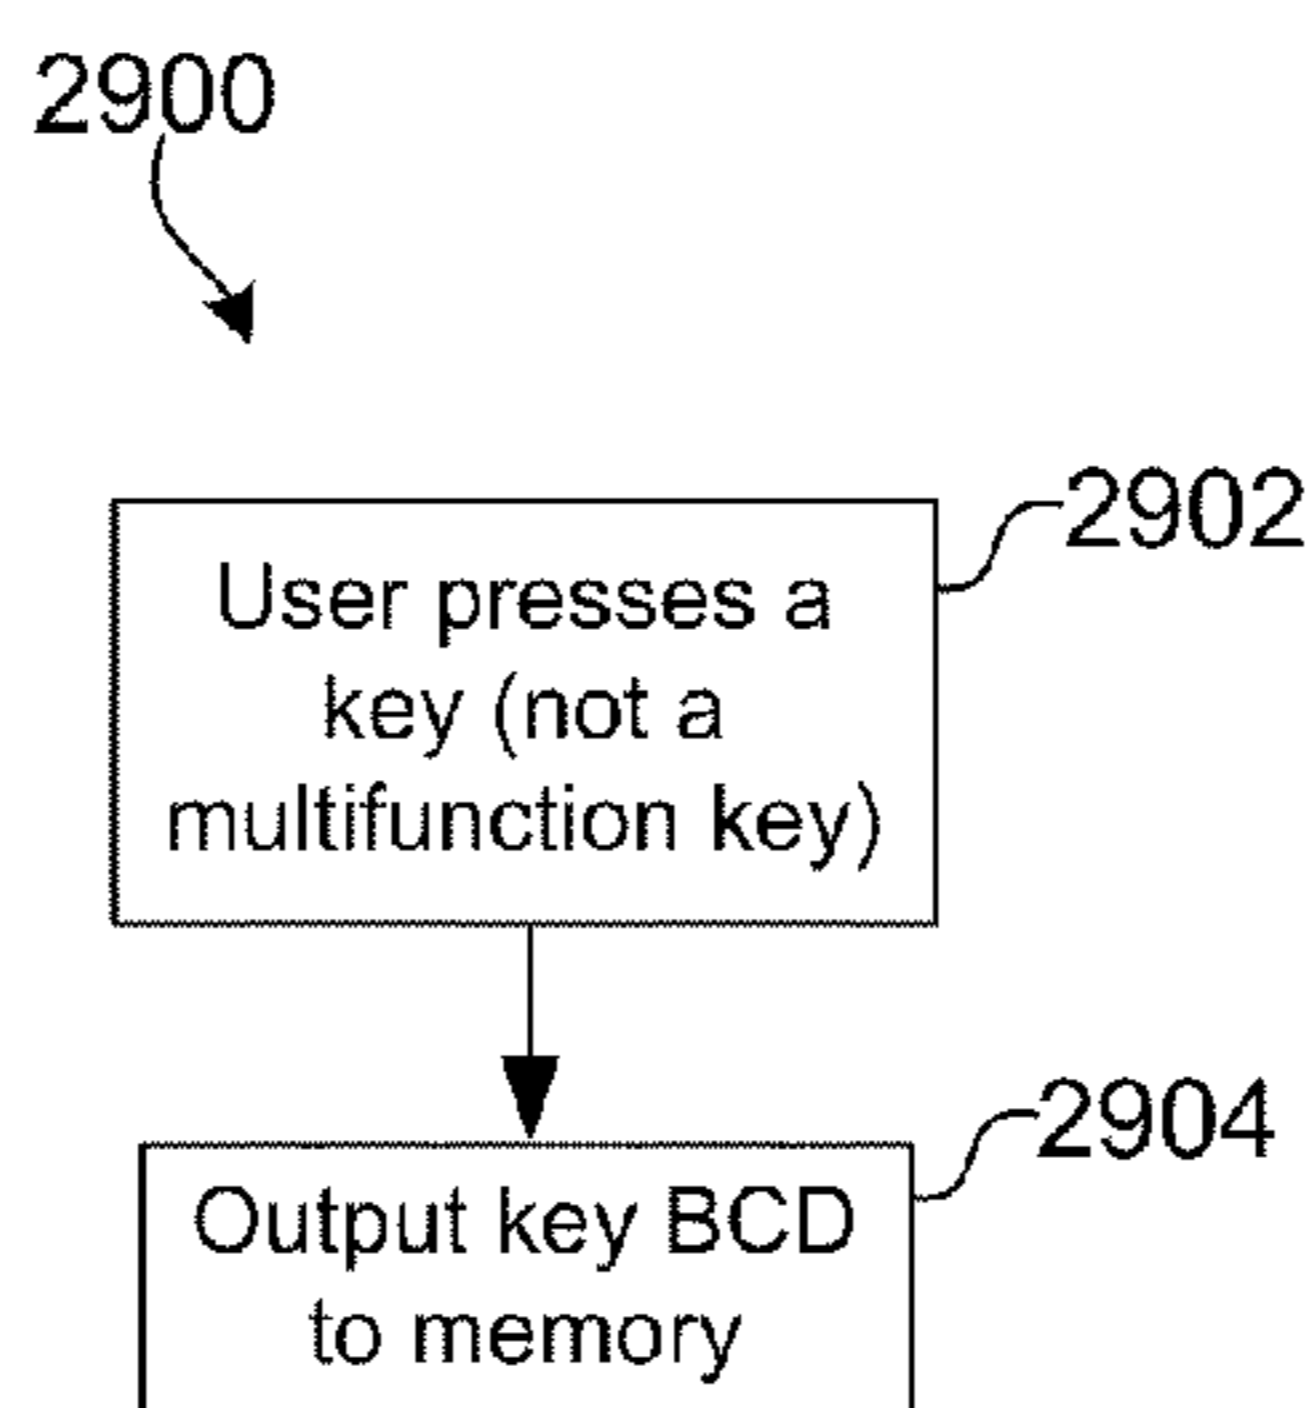 2900
2902
User presses a
key (not a
multifunction key)
2904
Output key BCD
to memory